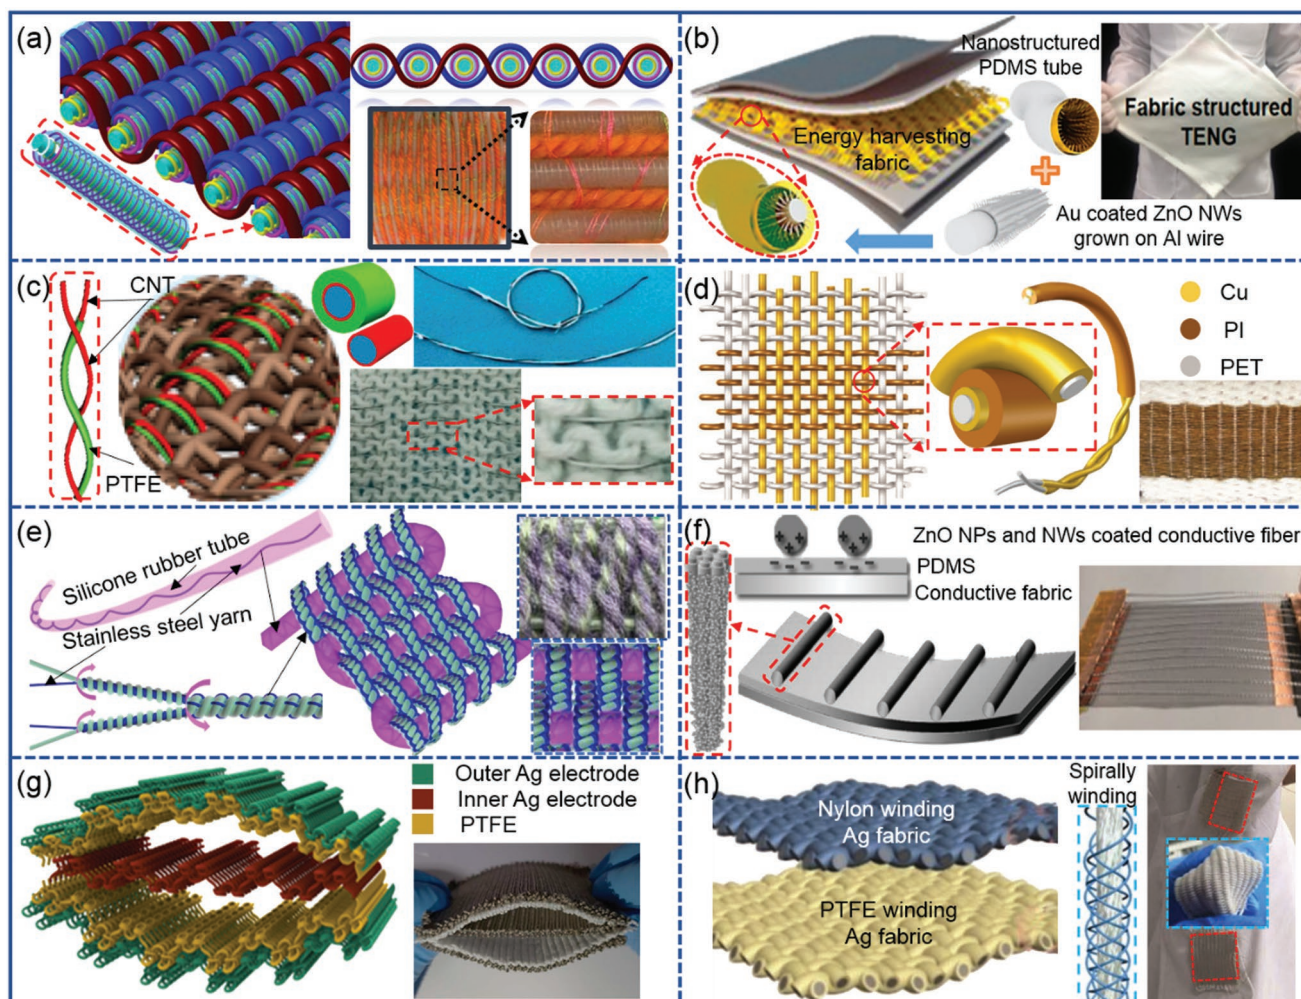 (a)
(b)
Nanostructured
PDMS tube
Energy harvesting
fabric
Fabric structured
TENG
Au coated ZnO NWs
grown on Al wire
(c)
CNT
PTFE
(d)
Cu
PI
PET
(e)
Silicone rubber tube
Stainless steel yarn
(f)
ZnO NPs and NWs coated conductive fiber
PDMS
Conductive fabric
(g)
Outer Ag electrode
Inner Ag electrode
PTFE
(h)
Nylon winding
Ag fabric
PTFE winding
Ag fabric
Spirally
winding